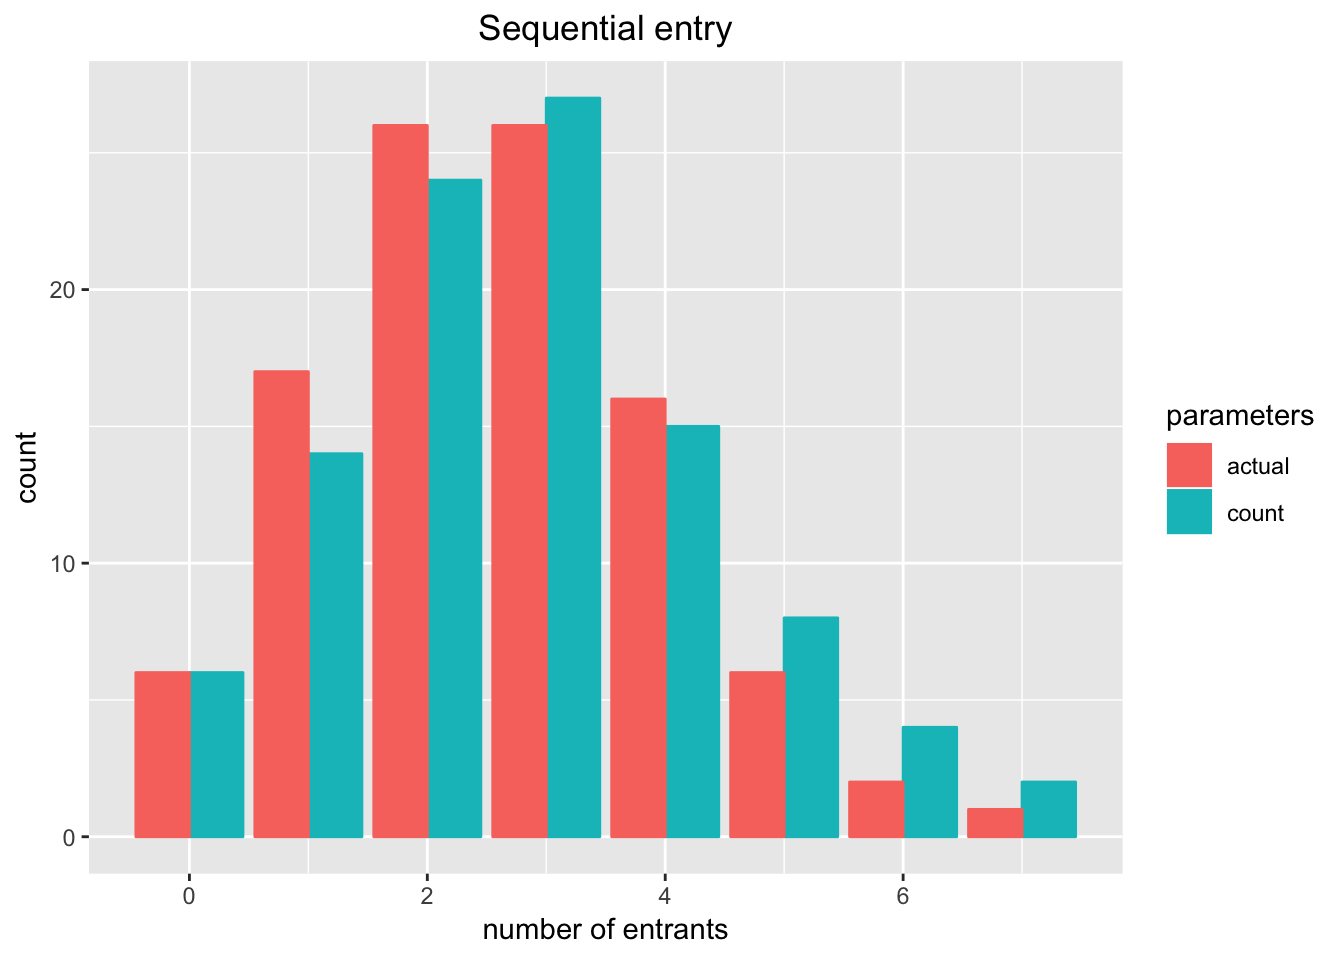 Sequential entry
count
20
10
0
0 2 4 6
number of entrants
parameters
actual
count